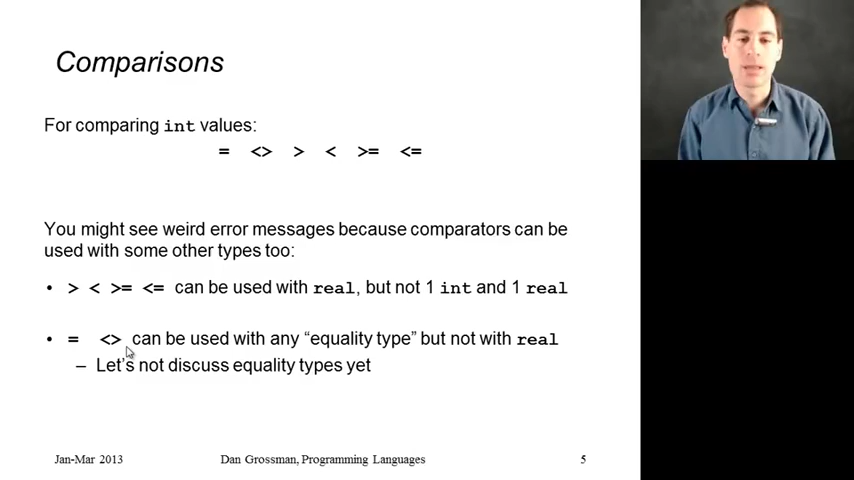 Comparisons
For comparing int values:
= <> > < >= <=
You might see weird error messages because comparators can be
used with some other types too:
• > < >= <= can be used with real, but not 1 int and 1 real
• = <> can be used with any “equality type” but not with real
– Let’s not discuss equality types yet
Jan-Mar 2013 Dan Grossman, Programming Languages 5